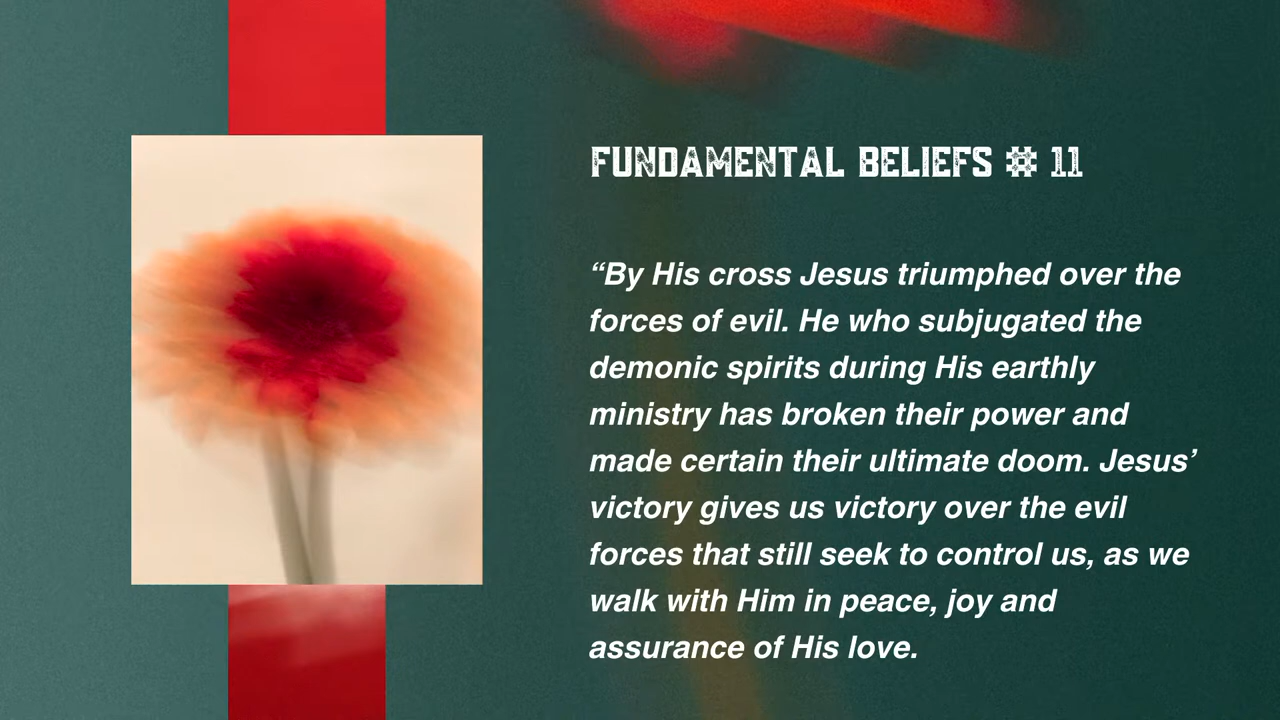 FUNDAMENTAL BELIEFS # 11
“By His cross Jesus triumphed over the
forces of evil. He who subjugated the
demonic spirits during His earthly
ministry has broken their power and
made certain their ultimate doom. Jesus’
victory gives us victory over the evil
forces that still seek to control us, as we
walk with Him in peace, joy and
assurance of His love.